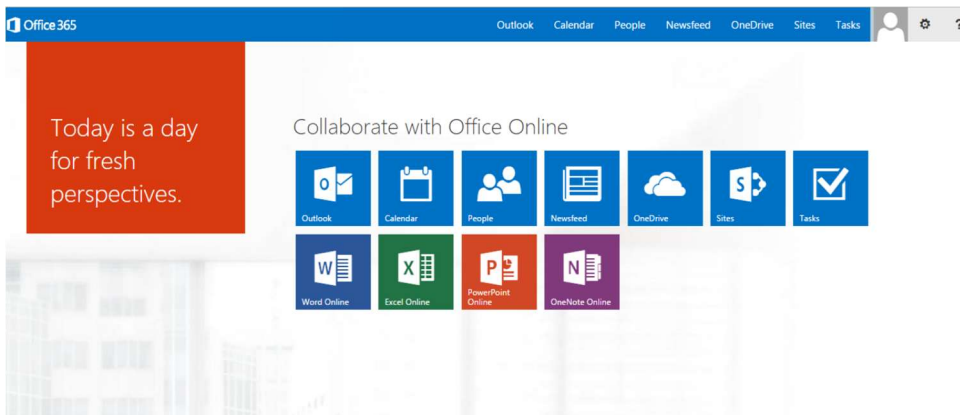 Office 365
Outlook Calendar People Newsfeed OneDrive Sites Tasks ?
Today is a day
for fresh
perspectives.
Collaborate with Office Online
Outlook Calendar People Newsfeed OneDrive Sites Tasks
Word Online Excel Online PowerPoint
Online OneNote Online